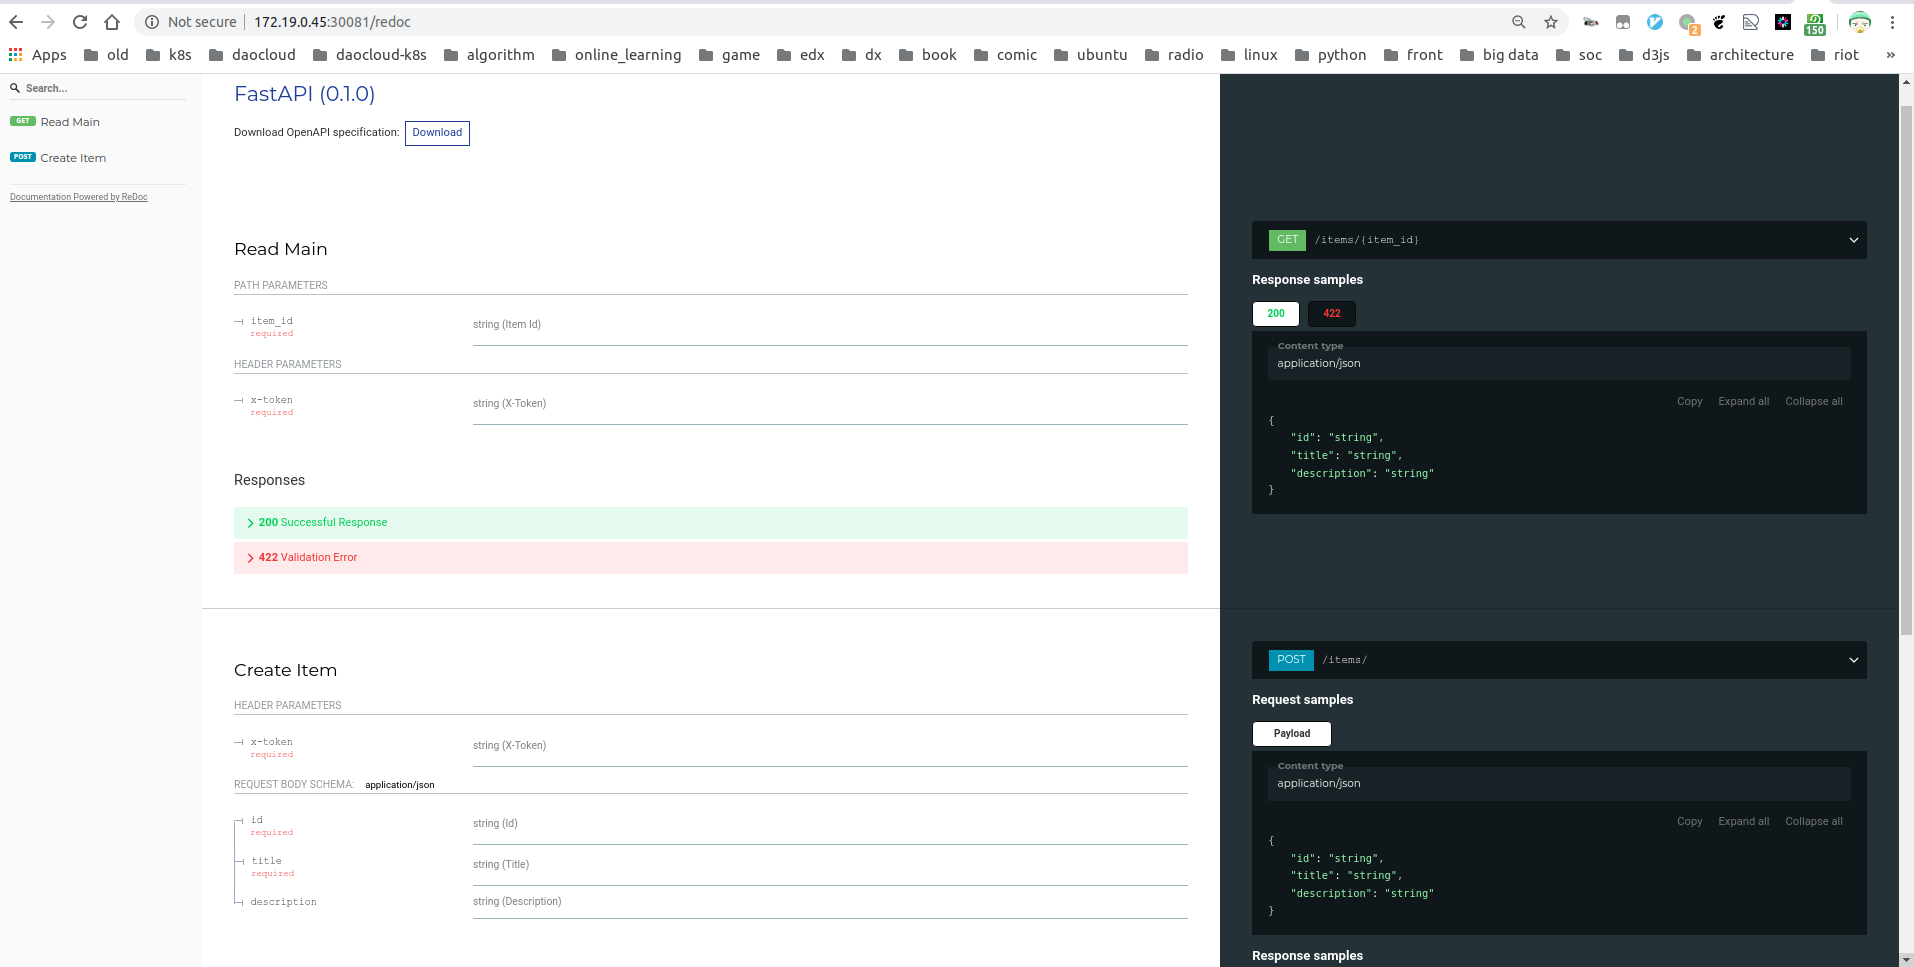 Not secure 172.19.0.45:30081/redoc
2
150
Apps old k8s daocloud daocloud-k8s algorithm online_learning game edx dx book comic ubuntu radio linux python front big data soc d3js architecture riot »
Search...
GET Read Main
POST Create Item
Documentation Powered by ReDoc
FastAPI (0.1.0)
Download OpenAPI specification: Download
Read Main
PATH PARAMETERS
item_id
required
string (Item Id)
HEADER PARAMETERS
x-token
required
string (X-Token)
Responses
200 Successful Response
422 Validation Error
GET /items/{item_id}
Response samples
200 422
Content type
application/json
Copy Expand all Collapse all
{
"id": "string",
"title": "string",
"description": "string"
}
Create Item
HEADER PARAMETERS
x-token
required
string (X-Token)
REQUEST BODY SCHEMA: application/json
id
required
string (Id)
title
required
string (Title)
description
string (Description)
POST /items/
Request samples
Payload
Content type
application/json
Copy Expand all Collapse all
{
"id": "string",
"title": "string",
"description": "string"
}
Response samples